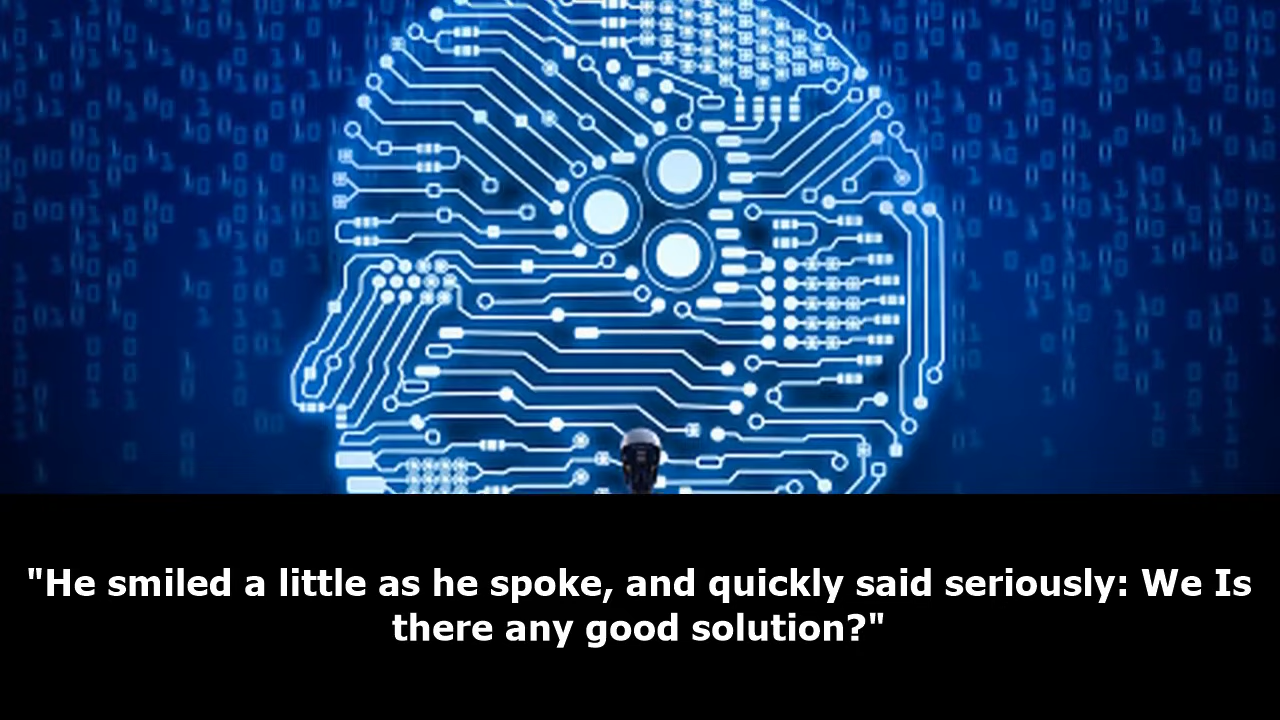 "He smiled a little as he spoke, and quickly said seriously: We Is
there any good solution?"